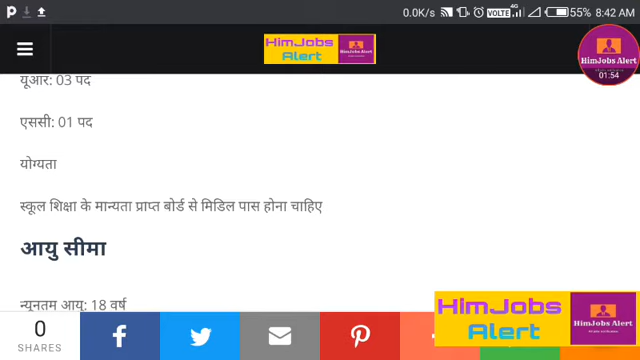 0.0K/s VOLTE 4G 55% 8:42 AM
HimJobs
Alert
HimJobs Alert
01:54
यूआर: 03 पद
एससी: 01 पद
योग्यता
स्कूल शिक्षा के मान्यता प्राप्त बोर्ड से मिडिल पास होना चाहिए
आयु सीमा
न्यूनतम आयु: 18 वर्ष
HimJobs
Alert
HimJobs Alert
0
SHARES